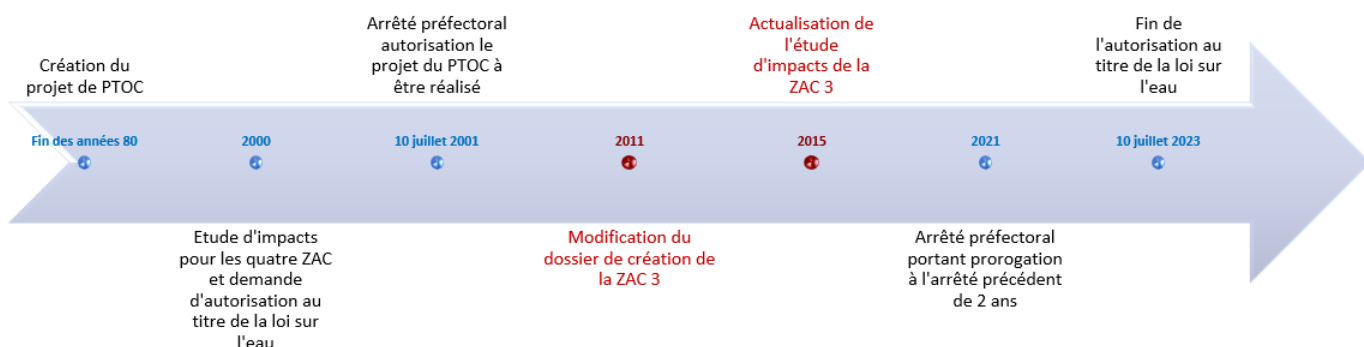 Création du
projet de PTOC
Arrêté préfectoral
autorisation le
projet du PTOC à
être réalisé
Actualisation de
l'étude
d'impacts de la
ZAC 3
Fin de
l'autorisation au
titre de la loi sur
l'eau
Fin des années 80
2000
10 juillet 2001
2011
2015
2021
10 juillet 2023
Etude d'impacts
pour les quatre ZAC
et demande
d'autorisation au
titre de la loi sur
l'eau
Modification du
dossier de création de
la ZAC 3
Arrêté préfectoral
portant prorogation
à l'arrêté précédent
de 2 ans